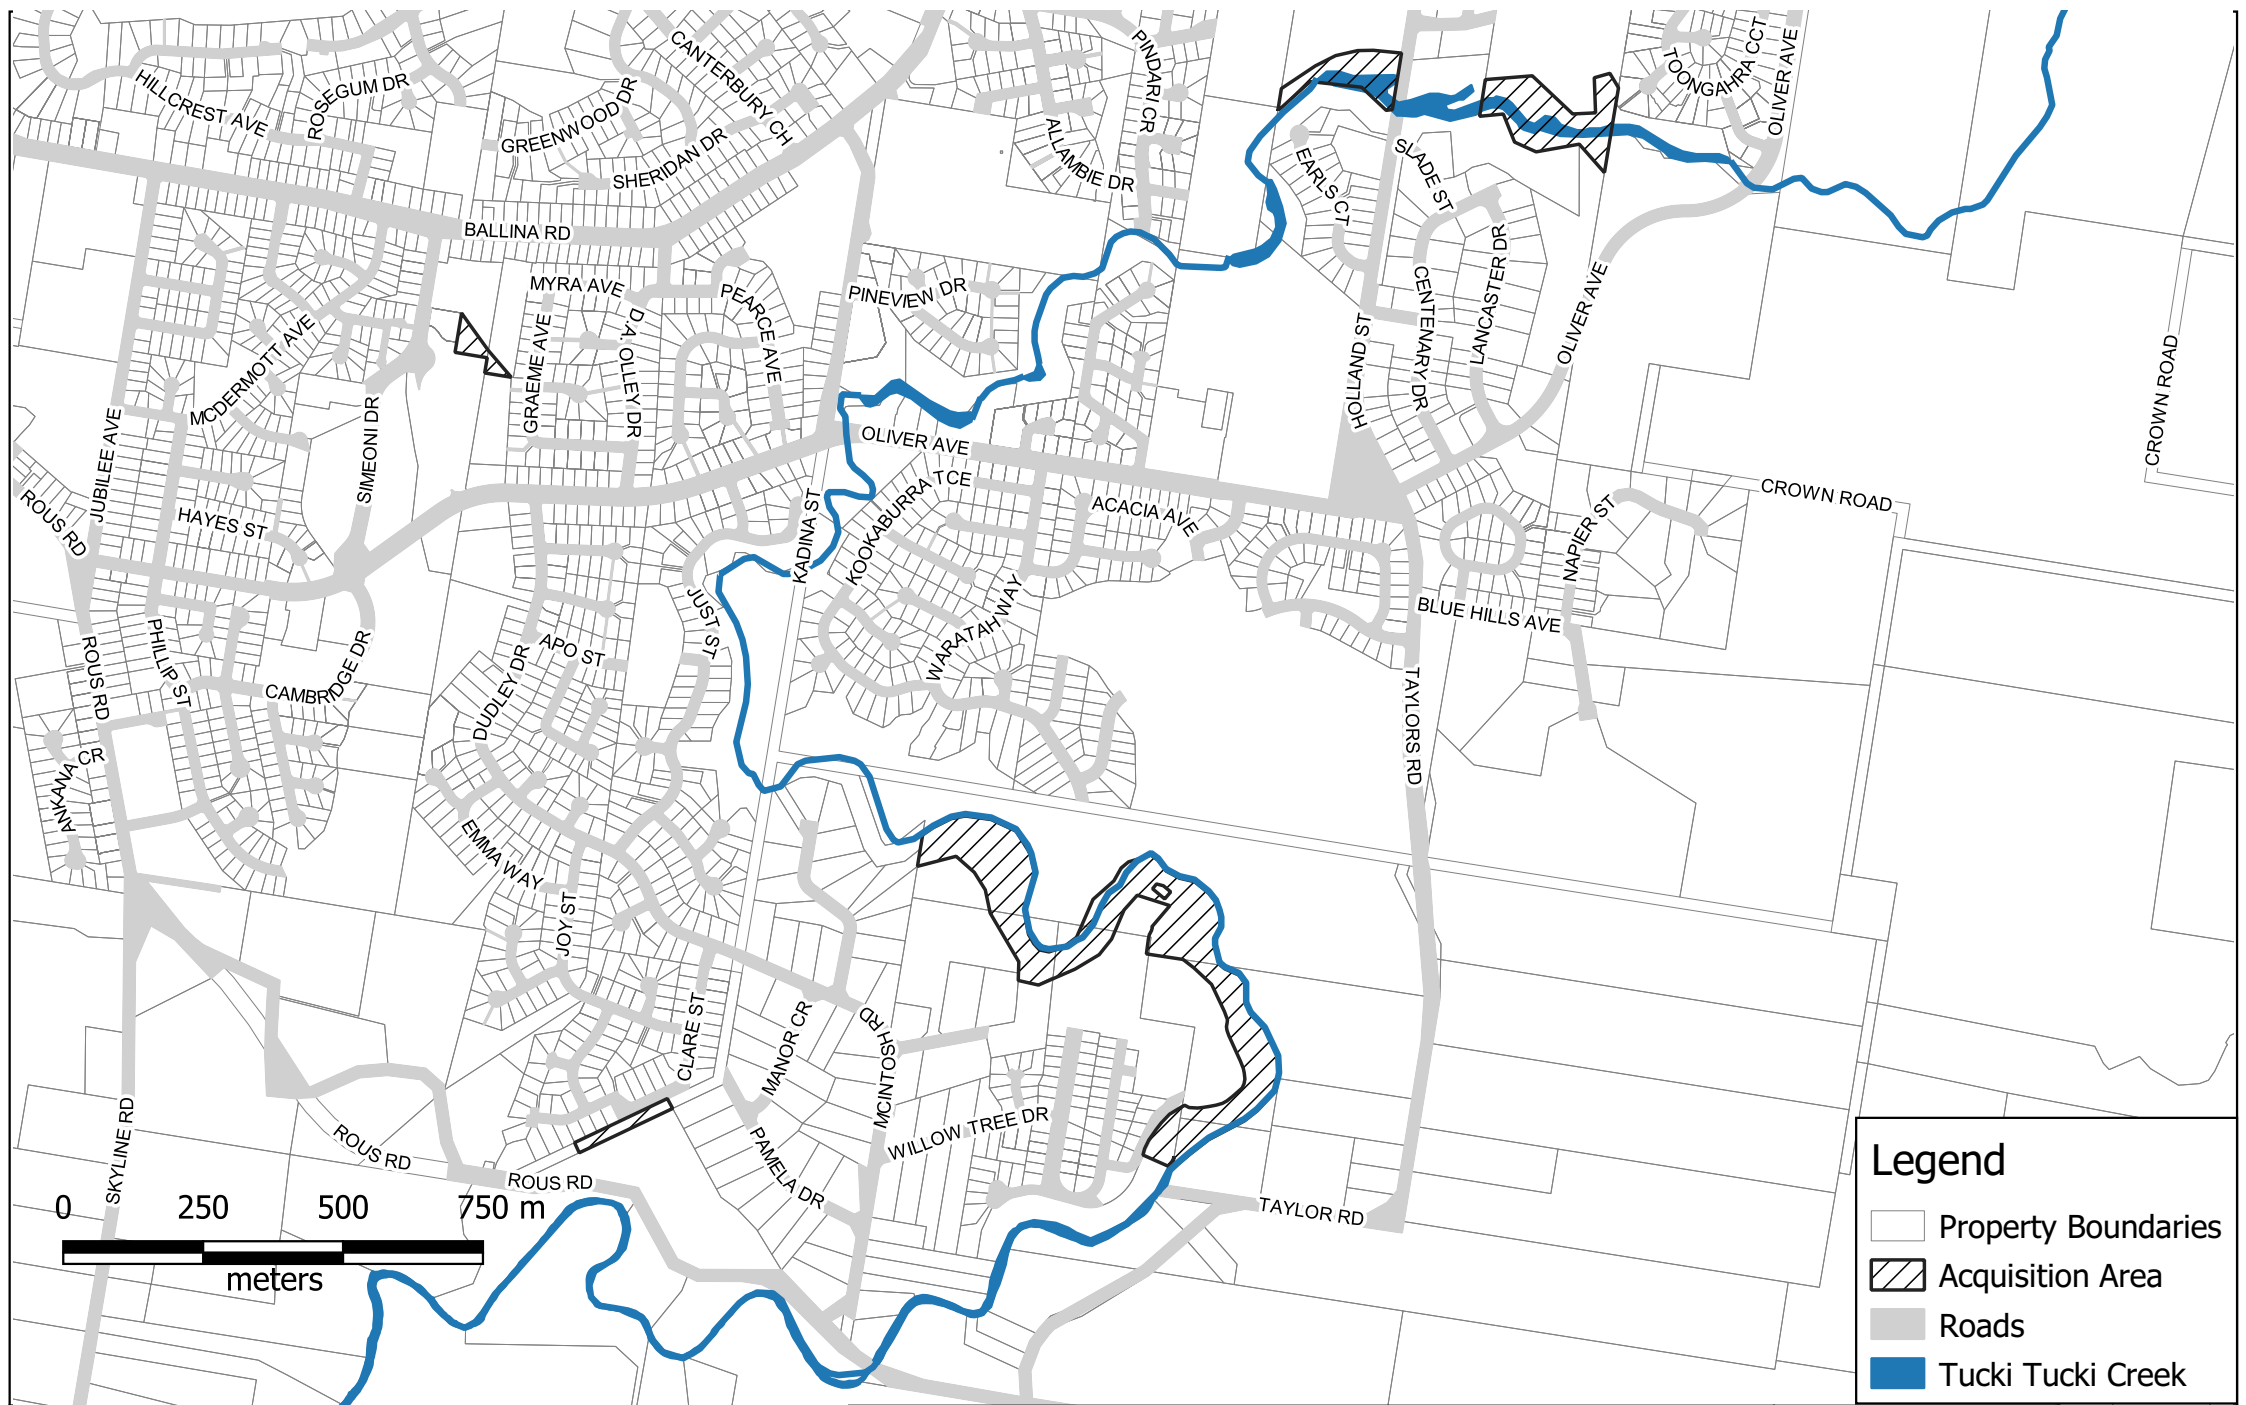 HILLCREST AVE
ROSEGUM DR
GREENWOOD DR
CANTERBURY CH
SHERIDAN DR
ALLAMBIE DR
PINDARI CR
TOONGAHRA CCT
OLIVER AVE
EARLS CT
SLADE ST
BALLINA RD
MYRA AVE
PEARCE AVE
PINEVIEW DR
D.A. OLLEY DR
GRAEME AVE
MCDERMOTT AVE
SIMEONI DR
JUBILEE AVE
HOLLAND ST
CENTENARY DR
LANCASTER DR
OLIVER AVE
CROWN ROAD
OLIVER AVE
KOOKABURRA TCE
ACACIA AVE
CROWN ROAD
ROUS RD
HAYES ST
KADINA ST
NAPIER ST
BLUE HILLS AVE
WARATAH WAY
JUST ST
APO ST
DUDLEY DR
PHILLIP ST
ROUS RD
CAMBRIDGE DR
TAYLORS RD
ANKANA CR
EMMA WAY
JOY ST
CLARE ST
MANOR CR
MCINTOSH RD
WILLOW TREE DR
PAMELA DR
SKYLINE RD
ROUS RD
ROUS RD
TAYLOR RD
0 250 500 750 m
meters
Legend
Property Boundaries
Acquisition Area
Roads
Tucki Tucki Creek